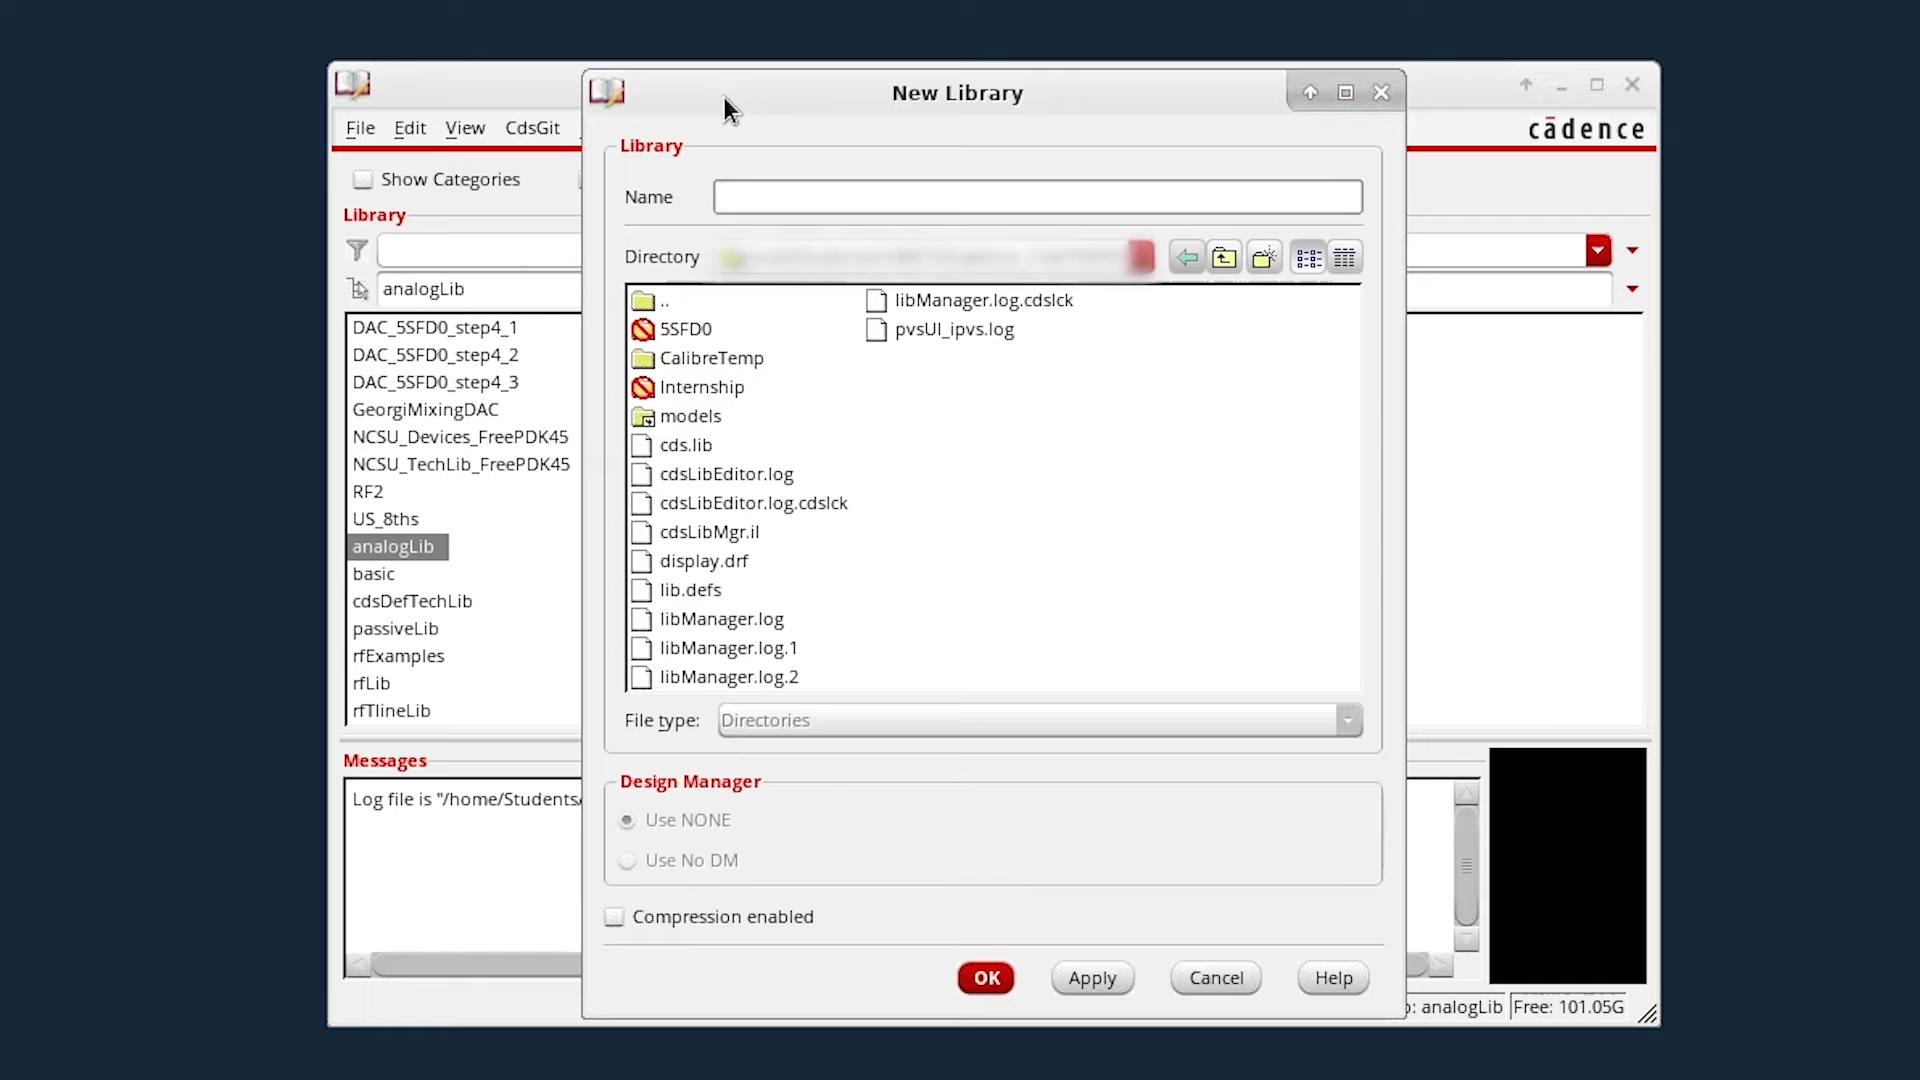 New Library
File Edit View CdsGit
cādence
Show Categories
Library
analogLib
DAC_5SFD0_step4_1
DAC_5SFD0_step4_2
DAC_5SFD0_step4_3
GeorgiMixingDAC
NCSU_Devices_FreePDK45
NCSU_TechLib_FreePDK45
RF2
US_8ths
analogLib
basic
cdsDefTechLib
passiveLib
rfExamples
rfLib
rfTlineLib
Messages
Log file is "/home/Students/
Library
Name
Directory
..
5SFD0
CalibreTemp
Internship
models
cds.lib
cdsLibEditor.log
cdsLibEditor.log.cdslck
cdsLibMgr.il
display.drf
lib.defs
libManager.log
libManager.log.1
libManager.log.2
libManager.log.cdslck
pvsUI_ipvs.log
File type: Directories
Design Manager
Use NONE
Use No DM
Compression enabled
OK Apply Cancel Help
: analogLib Free: 101.05G